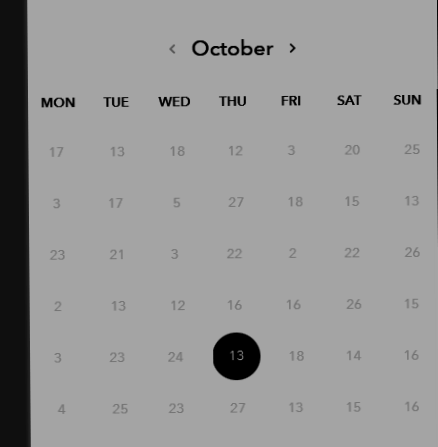 ‹ October ›
MON TUE WED THU FRI SAT SUN
17 13 18 12 3 20 25
3 17 5 27 18 15 13
23 21 3 22 2 22 26
2 13 12 16 16 26 15
3 23 24 13 18 14 16
4 25 23 27 13 15 16